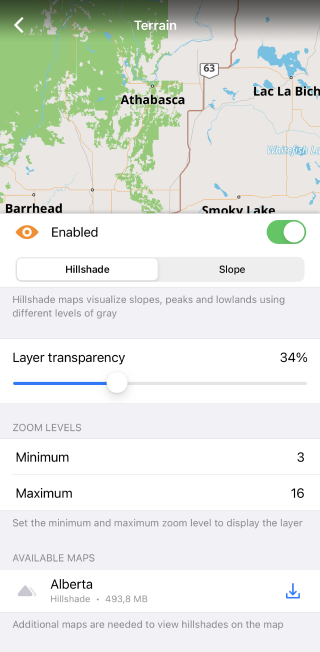 Terrain
63
Athabasca
Lac La Bich
Whitefish La
Barrhead
Smoky Lake
Enabled
Hillshade
Slope
Hillshade maps visualize slopes, peaks and lowlands using
different levels of gray
Layer transparency
34%
ZOOM LEVELS
Minimum
3
Maximum
16
Set the minimum and maximum zoom level to display the layer
AVAILABLE MAPS
Alberta
Hillshade • 493,8 MB
Additional maps are needed to view hillshades on the map